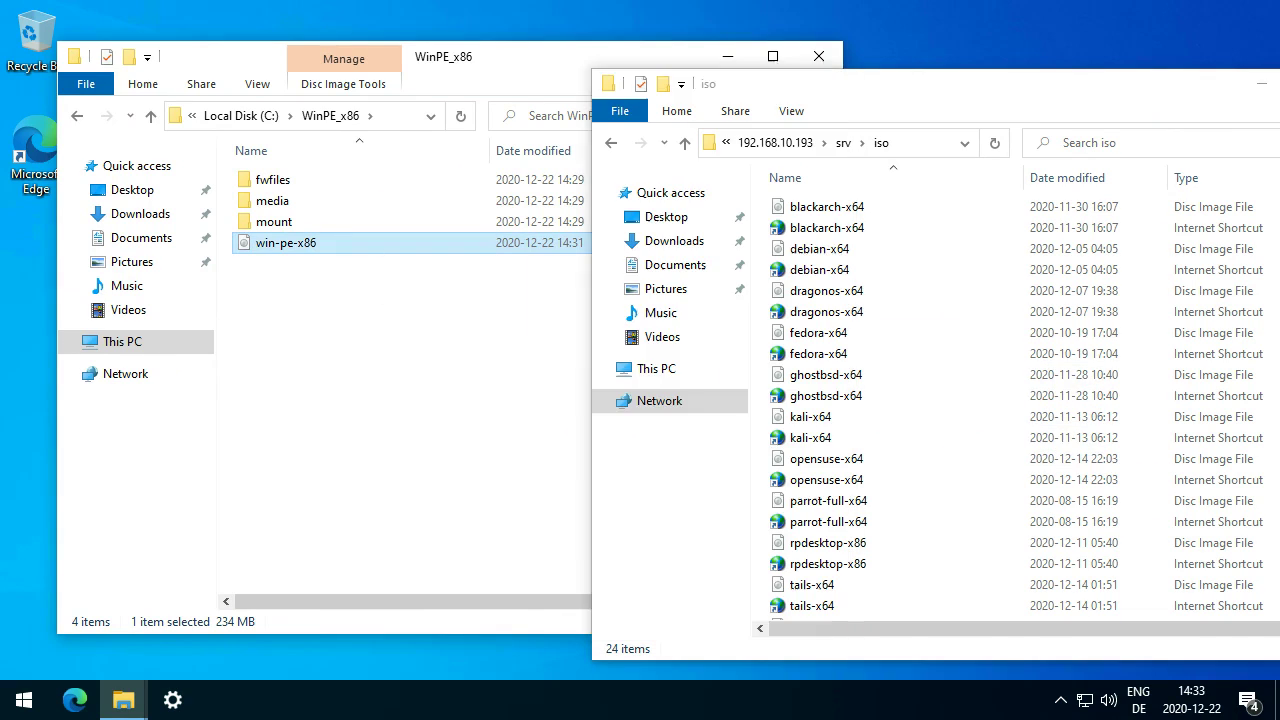 Recycle B
Microsof
Edge
Manage
WinPE_x86
File
Home
Share
View
Disc Image Tools
Local Disk (C:)
WinPE_x86
Search WinP
Name
Date modified
Quick access
Desktop
Downloads
Documents
Pictures
Music
Videos
This PC
Network
fwfiles
2020-12-22 14:29
media
2020-12-22 14:29
mount
2020-12-22 14:29
win-pe-x86
2020-12-22 14:31
4 items
1 item selected 234 MB
iso
File
Home
Share
View
192.168.10.193
srv
iso
Search iso
Quick access
Desktop
Downloads
Documents
Pictures
Music
Videos
This PC
Network
Name
Date modified
Type
blackarch-x64 2020-11-30 16:07 Disc Image File
blackarch-x64 2020-11-30 16:07 Internet Shortcut
debian-x64 2020-12-05 04:05 Disc Image File
debian-x64 2020-12-05 04:05 Internet Shortcut
dragonos-x64 2020-12-07 19:38 Disc Image File
dragonos-x64 2020-12-07 19:38 Internet Shortcut
fedora-x64 2020-10-19 17:04 Disc Image File
fedora-x64 2020-10-19 17:04 Internet Shortcut
ghostbsd-x64 2020-11-28 10:40 Disc Image File
ghostbsd-x64 2020-11-28 10:40 Internet Shortcut
kali-x64 2020-11-13 06:12 Disc Image File
kali-x64 2020-11-13 06:12 Internet Shortcut
opensuse-x64 2020-12-14 22:03 Disc Image File
opensuse-x64 2020-12-14 22:03 Internet Shortcut
parrot-full-x64 2020-08-15 16:19 Disc Image File
parrot-full-x64 2020-08-15 16:19 Internet Shortcut
rpdesktop-x86 2020-12-11 05:40 Disc Image File
rpdesktop-x86 2020-12-11 05:40 Internet Shortcut
tails-x64 2020-12-14 01:51 Disc Image File
tails-x64 2020-12-14 01:51 Internet Shortcut
24 items
ENG
DE
14:33
2020-12-22
4